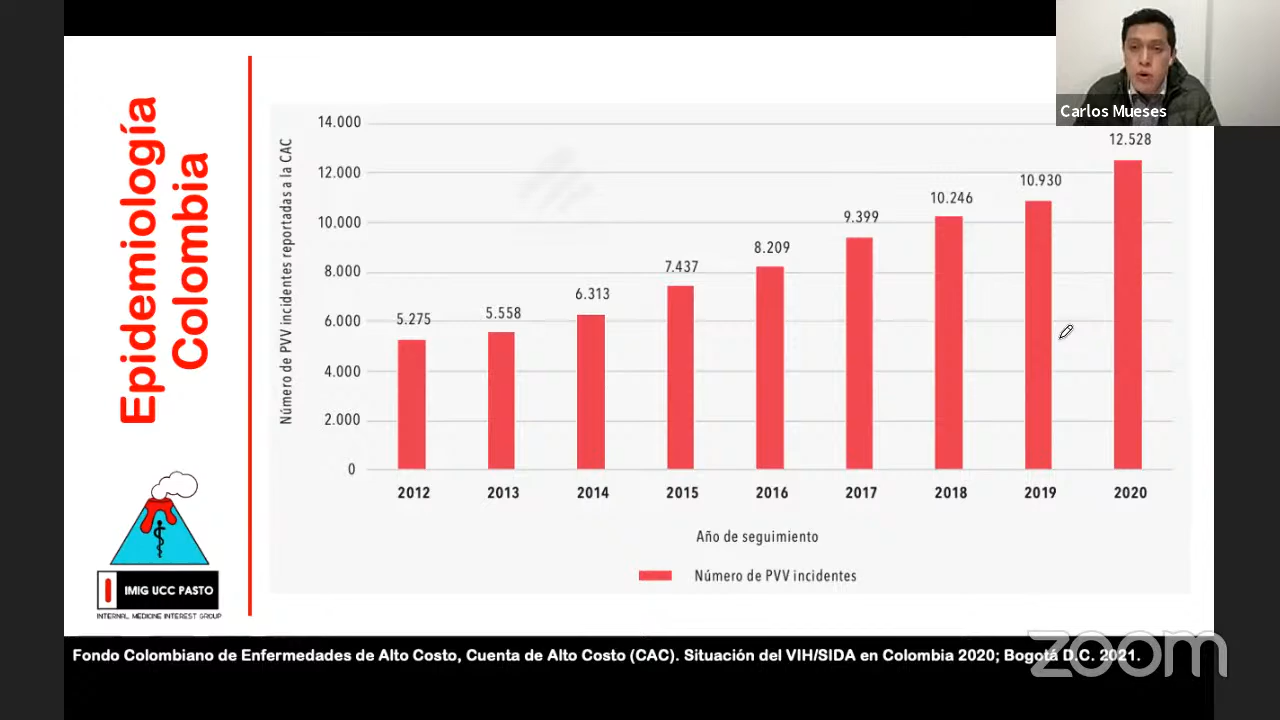 Epidemiología
Colombia
Carlos Mueses
Número de PVV incidentes reportadas a la CAC
14.000
12.000
10.000
8.000
6.000
4.000
2.000
0
5.275
5.558
6.313
7.437
8.209
9.399
10.246
10.930
12.528
2012
2013
2014
2015
2016
2017
2018
2019
2020
Año de seguimiento
Número de PVV incidentes
IMIG UCC PASTO
INTERNAL MEDICINE INTEREST GROUP
Fondo Colombiano de Enfermedades de Alto Costo, Cuenta de Alto Costo (CAC). Situación del VIH/SIDA en Colombia 2020; Bogotá D.C. 2021.
zoom